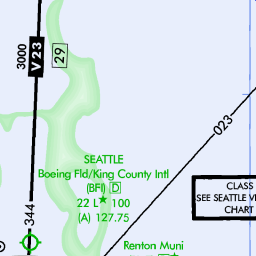 3000
V23
29
023
SEATTLE
Boeing Fld/King County Intl
(BFI) D
22 L 100
(A) 127.75
344
CLASS
SEE SEATTLE
CHART
Renton Muni